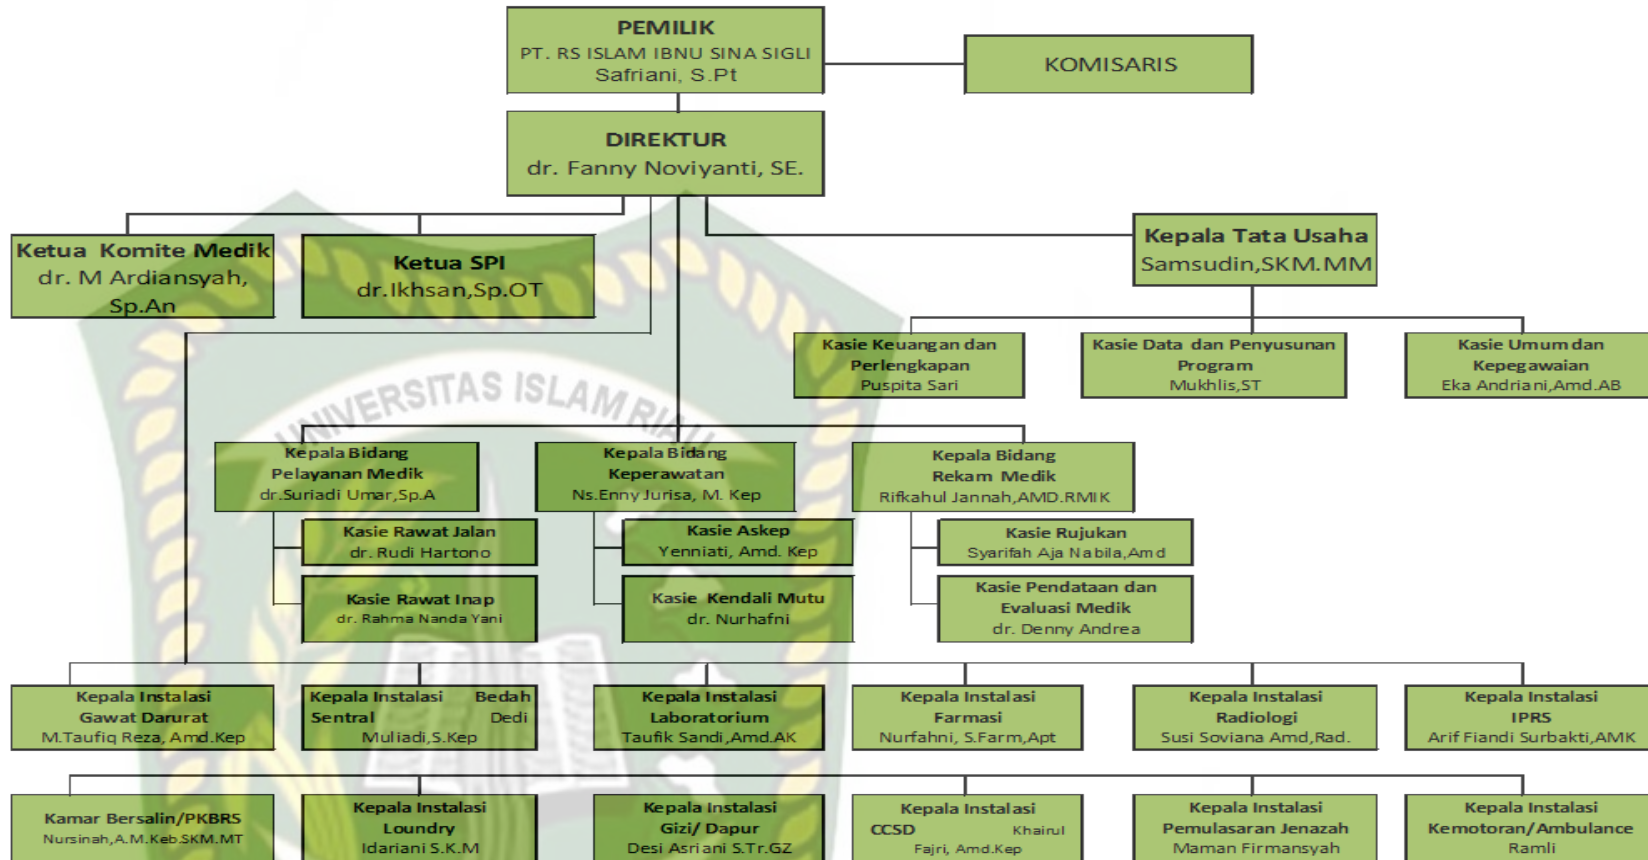 PEMILIK
PT. RS ISLAM IBNU SINA SIGLI
Safriani, S.Pt
KOMISARIS
DIREKTUR
dr. Fanny Noviyanti, SE.
Ketua Komite Medik
dr. M Ardiansyah,
Sp.An
Ketua SPI
dr.Ikhsan,Sp.OT
Kepala Tata Usaha
Samsudin,SKM.MM
Kasie Keuangan dan
Perlengkapan
Puspita Sari
Kasie Data dan Penyusunan
Program
Mukhlis,ST
Kasie Umum dan
Kepegawaian
Eka Andriani,Amd.AB
UNIVERSITAS ISLAM RIAU
Kepala Bidang
Pelayanan Medik
dr.Suriadi Umar,Sp.A
Kepala Bidang
Keperawatan
Ns.Enny Jurisa, M. Kep
Kepala Bidang
Rekam Medik
Rifkahul Jannah,AMD.RMIK
Kasie Rawat Jalan
dr. Rudi Hartono
Kasie Askep
Yenniati, Amd. Kep
Kasie Rujukan
Syarifah Aja Nabila,Amd
Kasie Rawat Inap
dr. Rahma Nanda Yani
Kasie Kendali Mutu
dr. Nurhafni
Kasie Pendataan dan
Evaluasi Medik
dr. Denny Andrea
Kepala Instalasi
Gawat Darurat
M.Taufiq Reza, Amd.Kep
Kepala Instalasi Bedah
Sentral Dedi
Muliadi,S.Kep
Kepala Instalasi
Laboratorium
Taufik Sandi,Amd.AK
Kepala Instalasi
Farmasi
Nurfahni, S.Farm,Apt
Kepala Instalasi
Radiologi
Susi Soviana Amd,Rad.
Kepala Instalasi
IPRS
Arif Fiandi Surbakti,AMK
Kamar Bersalin/PKBRS
Nursinah,A.M.Keb.SKM.MT
Kepala Instalasi
Loundry
Idariani S.K.M
Kepala Instalasi
Gizi/ Dapur
Desi Asriani S.Tr.GZ
Kepala Instalasi
CCSD Khairul
Fajri, Amd.Kep
Kepala Instalasi
Pemulasaran Jenazah
Maman Firmansyah
Kepala Instalasi
Kemotoran/Ambulance
Ramli